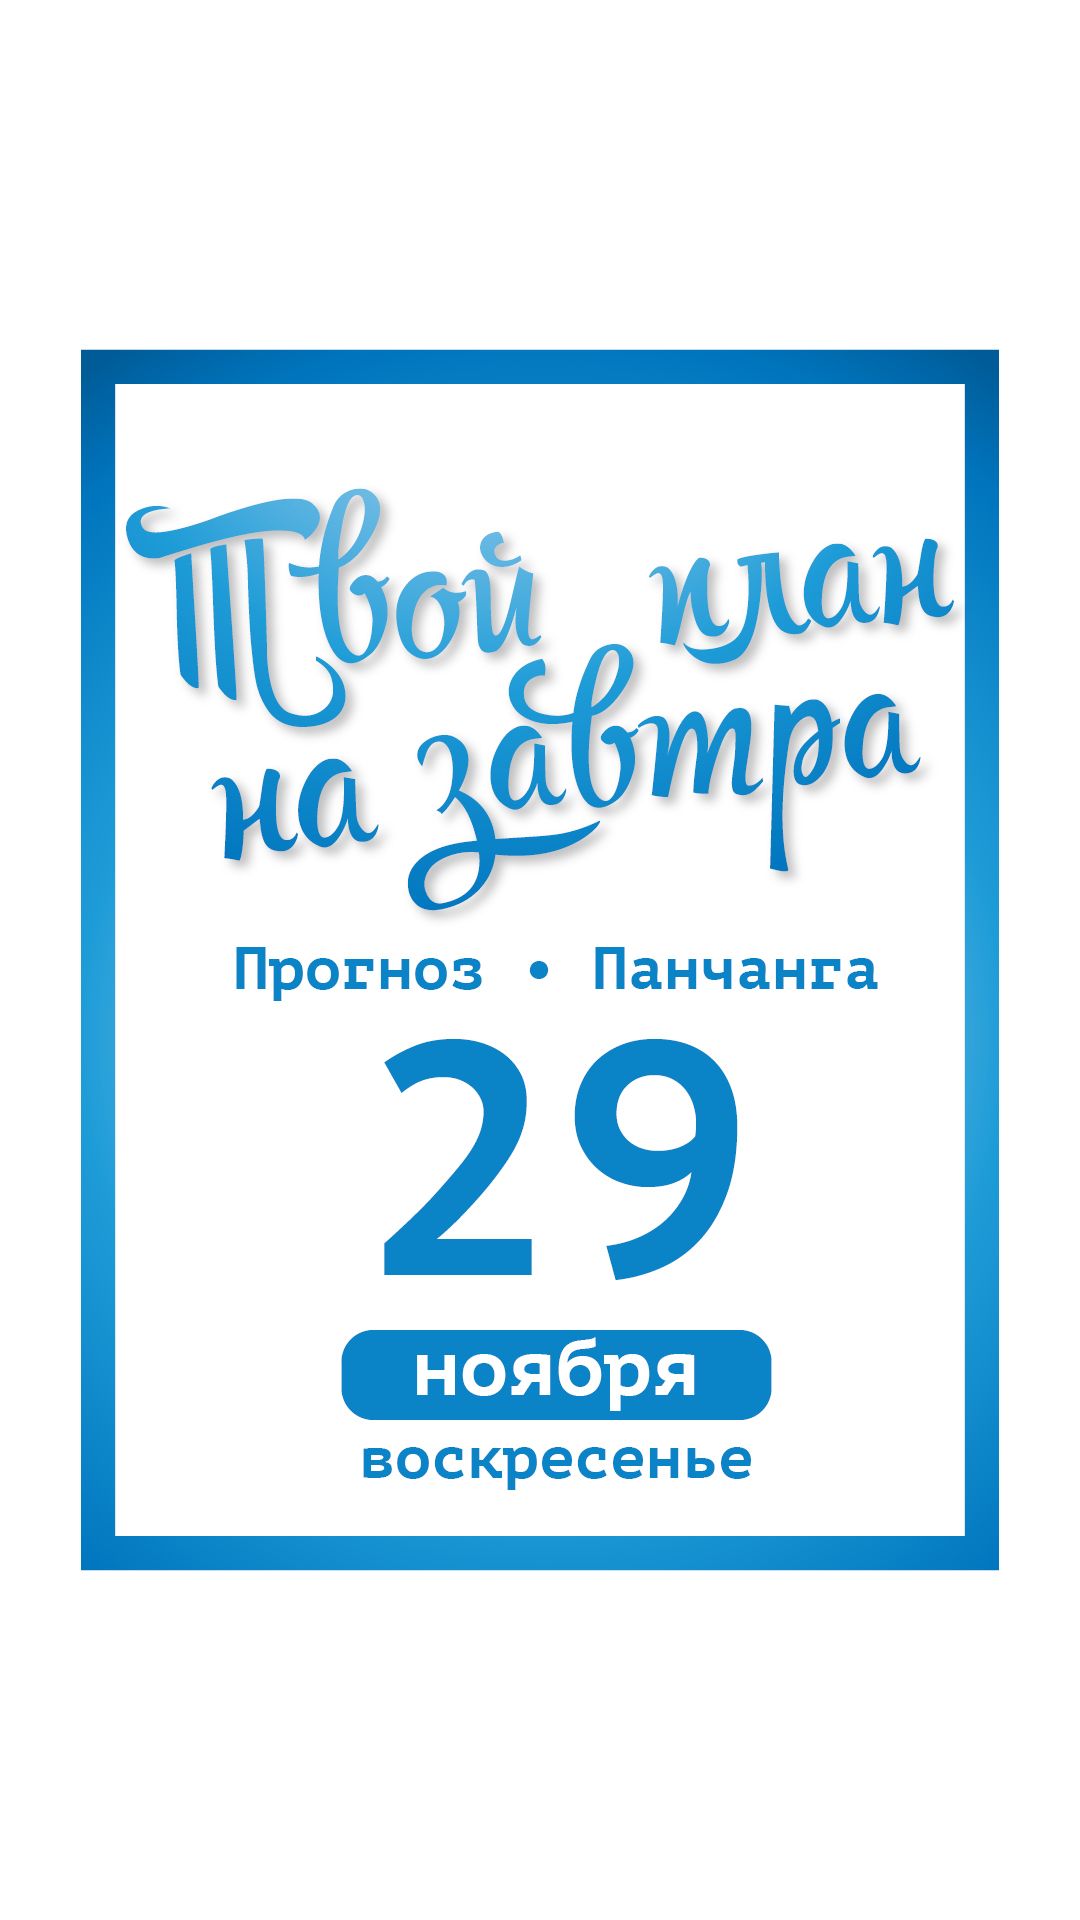 Твой план
на завтра
Прогноз • Панчанга
29
ноября
воскресенье